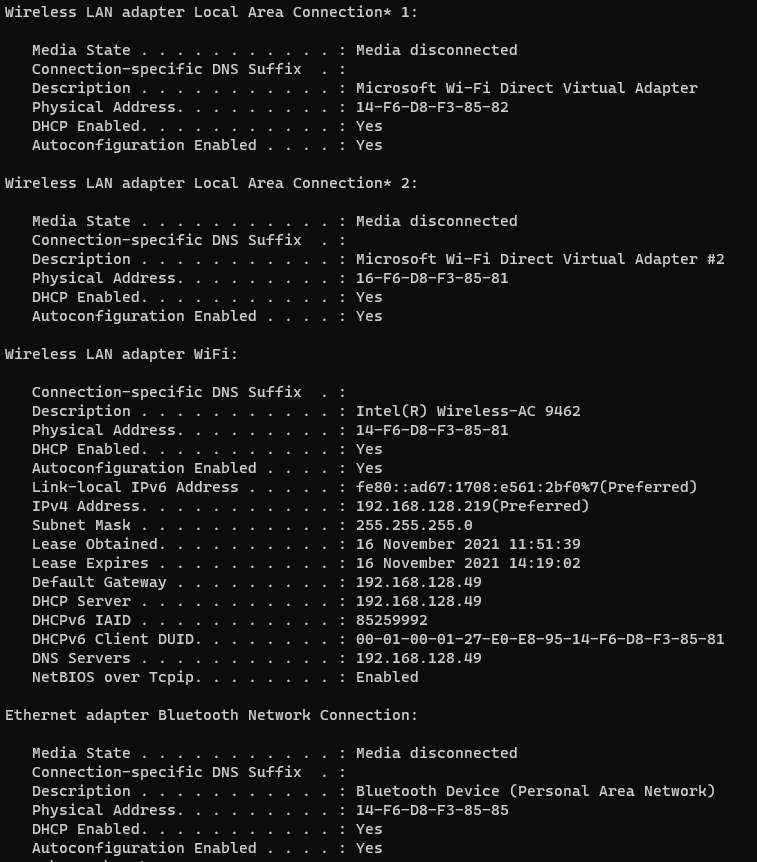 Wireless LAN adapter Local Area Connection* 1:
Media State . . . . . . . . . . . : Media disconnected
Connection-specific DNS Suffix  . :
Description . . . . . . . . . . . : Microsoft Wi-Fi Direct Virtual Adapter
Physical Address. . . . . . . . . : 14-F6-D8-F3-85-82
DHCP Enabled. . . . . . . . . . . : Yes
Autoconfiguration Enabled . . . . : Yes
Wireless LAN adapter Local Area Connection* 2:
Media State . . . . . . . . . . . : Media disconnected
Connection-specific DNS Suffix  . :
Description . . . . . . . . . . . : Microsoft Wi-Fi Direct Virtual Adapter #2
Physical Address. . . . . . . . . : 16-F6-D8-F3-85-81
DHCP Enabled. . . . . . . . . . . : Yes
Autoconfiguration Enabled . . . . : Yes
Wireless LAN adapter WiFi:
Connection-specific DNS Suffix  . :
Description . . . . . . . . . . . : Intel(R) Wireless-AC 9462
Physical Address. . . . . . . . . : 14-F6-D8-F3-85-81
DHCP Enabled. . . . . . . . . . . : Yes
Autoconfiguration Enabled . . . . : Yes
Link-local IPv6 Address . . . . . : fe80::ad67:1708:e561:2bf0%7(Preferred)
IPv4 Address. . . . . . . . . . . : 192.168.128.219(Preferred)
Subnet Mask . . . . . . . . . . . : 255.255.255.0
Lease Obtained. . . . . . . . . . : 16 November 2021 11:51:39
Lease Expires . . . . . . . . . . : 16 November 2021 14:19:02
Default Gateway . . . . . . . . . : 192.168.128.49
DHCP Server . . . . . . . . . . . : 192.168.128.49
DHCPv6 IAID . . . . . . . . . . . : 85259992
DHCPv6 Client DUID. . . . . . . . : 00-01-00-01-27-E0-E8-95-14-F6-D8-F3-85-81
DNS Servers . . . . . . . . . . . : 192.168.128.49
NetBIOS over Tcpip. . . . . . . . : Enabled
Ethernet adapter Bluetooth Network Connection:
Media State . . . . . . . . . . . : Media disconnected
Connection-specific DNS Suffix  . :
Description . . . . . . . . . . . : Bluetooth Device (Personal Area Network)
Physical Address. . . . . . . . . : 14-F6-D8-F3-85-85
DHCP Enabled. . . . . . . . . . . : Yes
Autoconfiguration Enabled . . . . : Yes